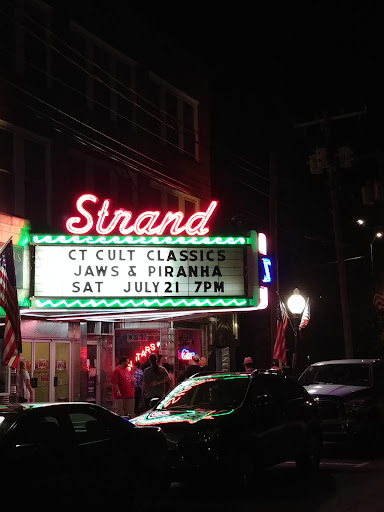 Strand
CT CULT CLASSICS
JAWS & PIRANHA
SAT JULY 21 7PM
S